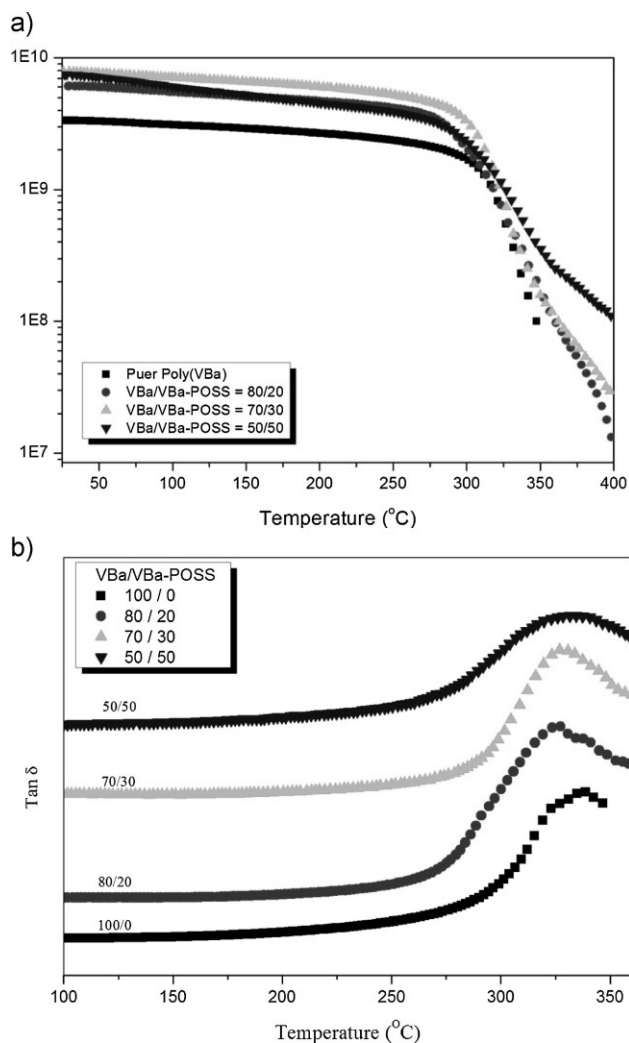 a)
1E10
1E9
1E8
1E7
Puer Poly(VBa)
VBa/VBa-POSS = 80/20
VBa/VBa-POSS = 70/30
VBa/VBa-POSS = 50/50
50 100 150 200 250 300 350 400
Temperature (°C)
b)
VBa/VBa-POSS
100 / 0
80 / 20
70 / 30
50 / 50
50/50
70/30
80/20
100/0
Tan δ
100 150 200 250 300 350
Temperature (°C)